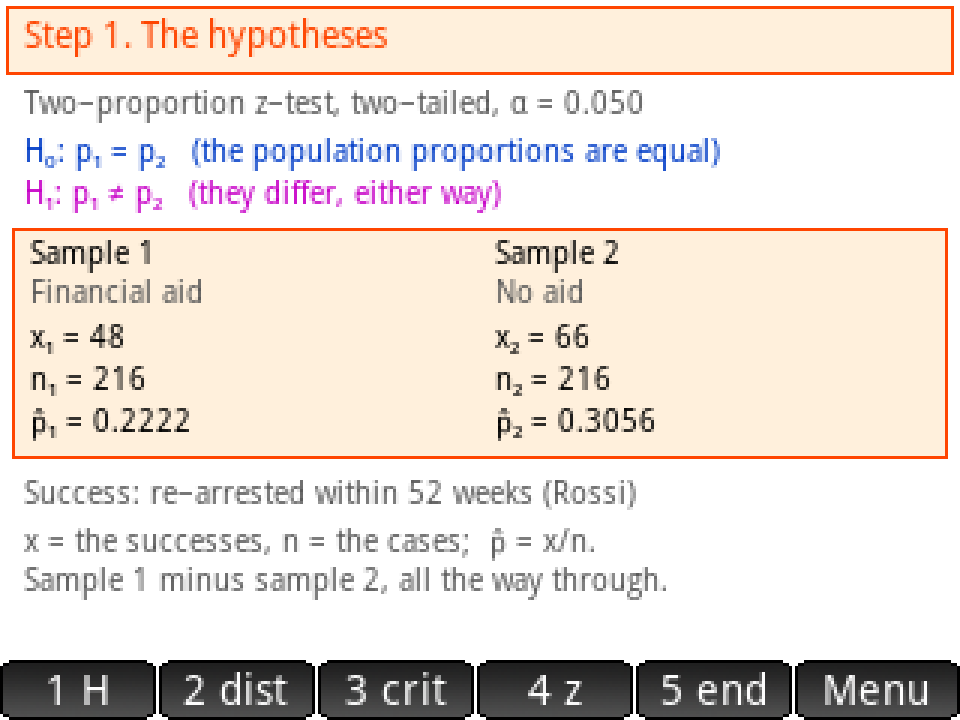 Step 1. The hypotheses
Two−proportion z−test, two−tailed, α = 0.050
H₀: p₁ = p₂ (the population proportions are equal)
H₁: p₁ ≠ p₂ (they differ, either way)
Sample 1 Sample 2
Financial aid No aid
x₁ = 48 x₂ = 66
n₁ = 216 n₂ = 216
p̂₁ = 0.2222 p̂₂ = 0.3056
Success: re−arrested within 52 weeks (Rossi)
x = the successes, n = the cases; p̂ = x/n.
Sample 1 minus sample 2, all the way through.
1 H 2 dist 3 crit 4 z 5 end Menu